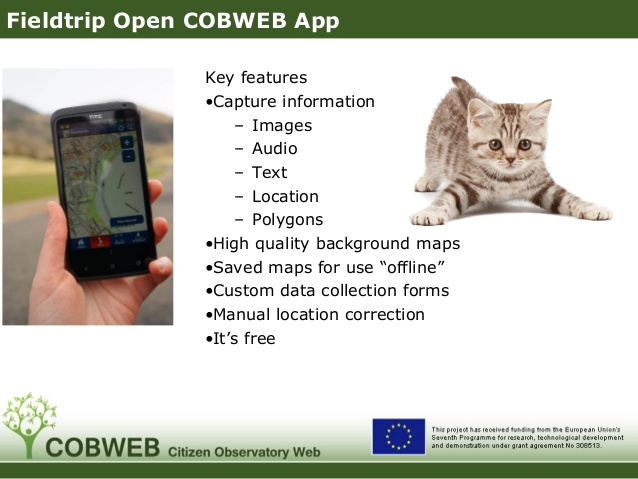 Fieldtrip Open COBWEB App
Key features
•Capture information
– Images
– Audio
– Text
– Location
– Polygons
•High quality background maps
•Saved maps for use “offline”
•Custom data collection forms
•Manual location correction
•It’s free
hTC
COBWEB Citizen Observatory Web
This project has received funding from the European Union's
Seventh Programme for research, technological development
and demonstration under grant agreement No 308513.